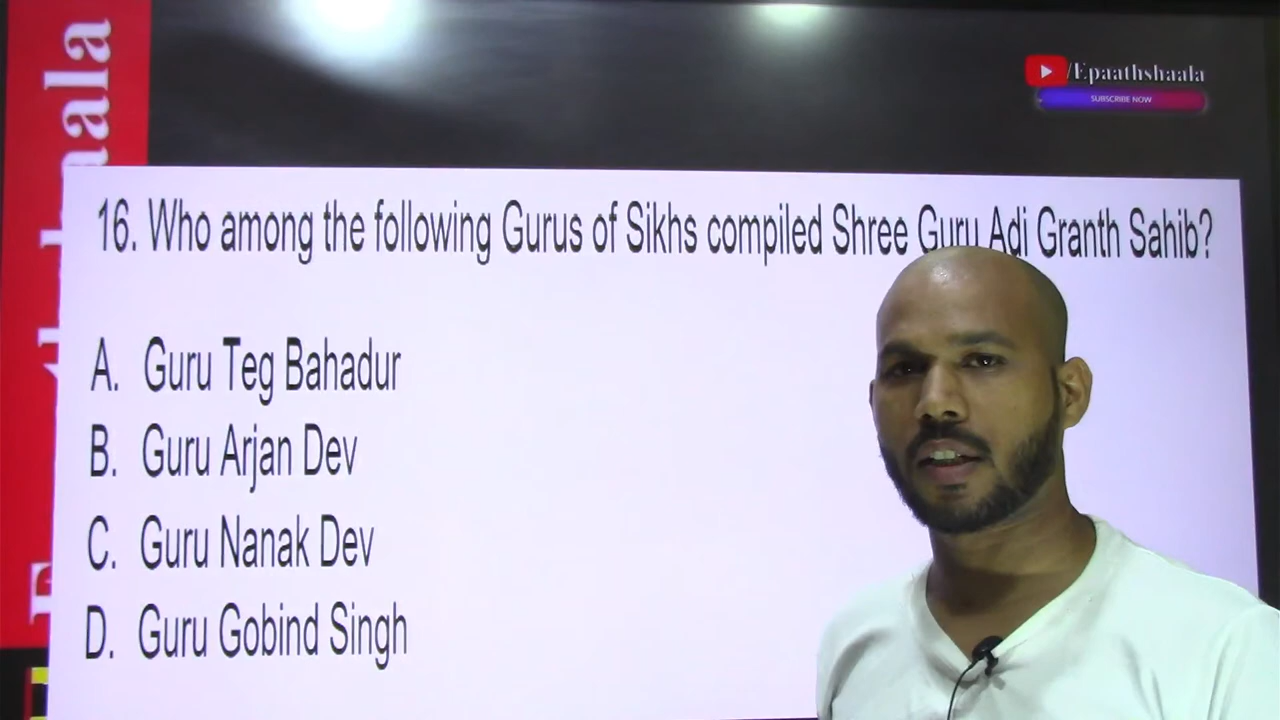 /Epaathshaala
SUBSCRIBE NOW
16. Who among the following Gurus of Sikhs compiled Shree Guru Adi Granth Sahib?
A. Guru Teg Bahadur
B. Guru Arjan Dev
C. Guru Nanak Dev
D. Guru Gobind Singh